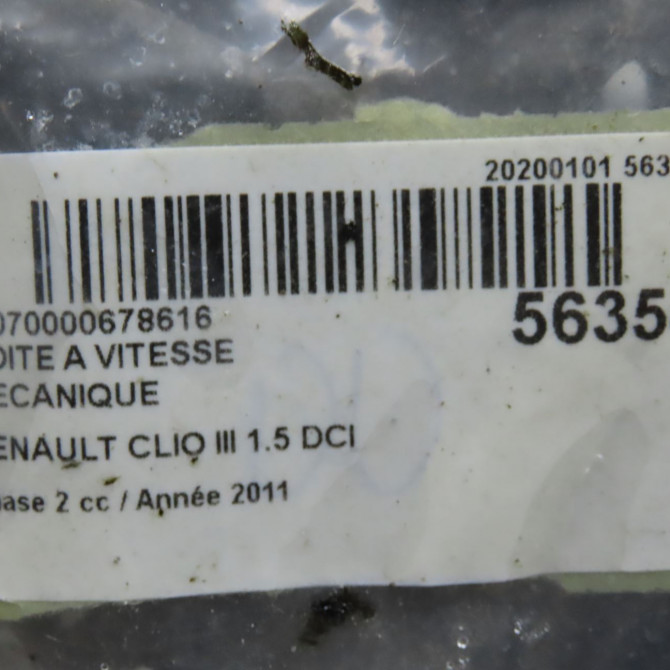 20200101 563
070000678616
5635
OITE A VITESSE
ECANIQUE
ENAULT CLIO III 1.5 DCI
ase 2 cc / Année 2011